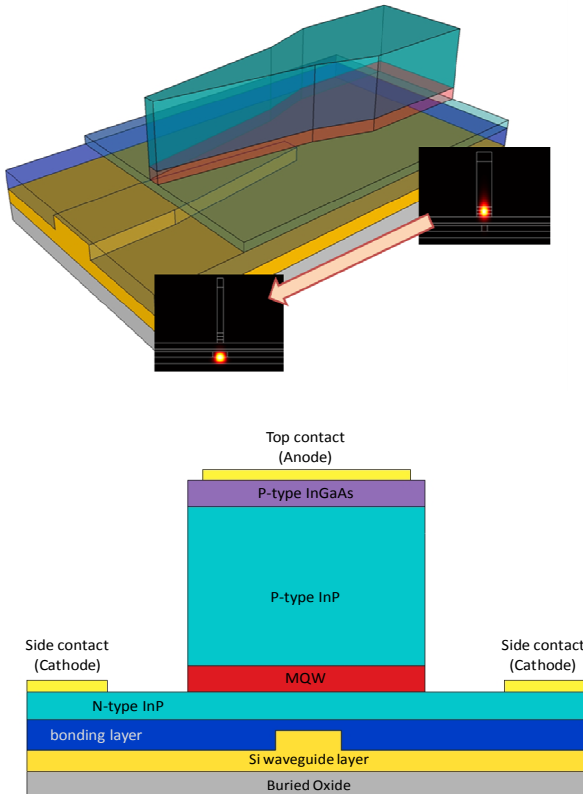 Top contact
(Anode)
P-type InGaAs
P-type InP
Side contact
(Cathode)
Side contact
(Cathode)
MQW
N-type InP
bonding layer
Si waveguide layer
Buried Oxide